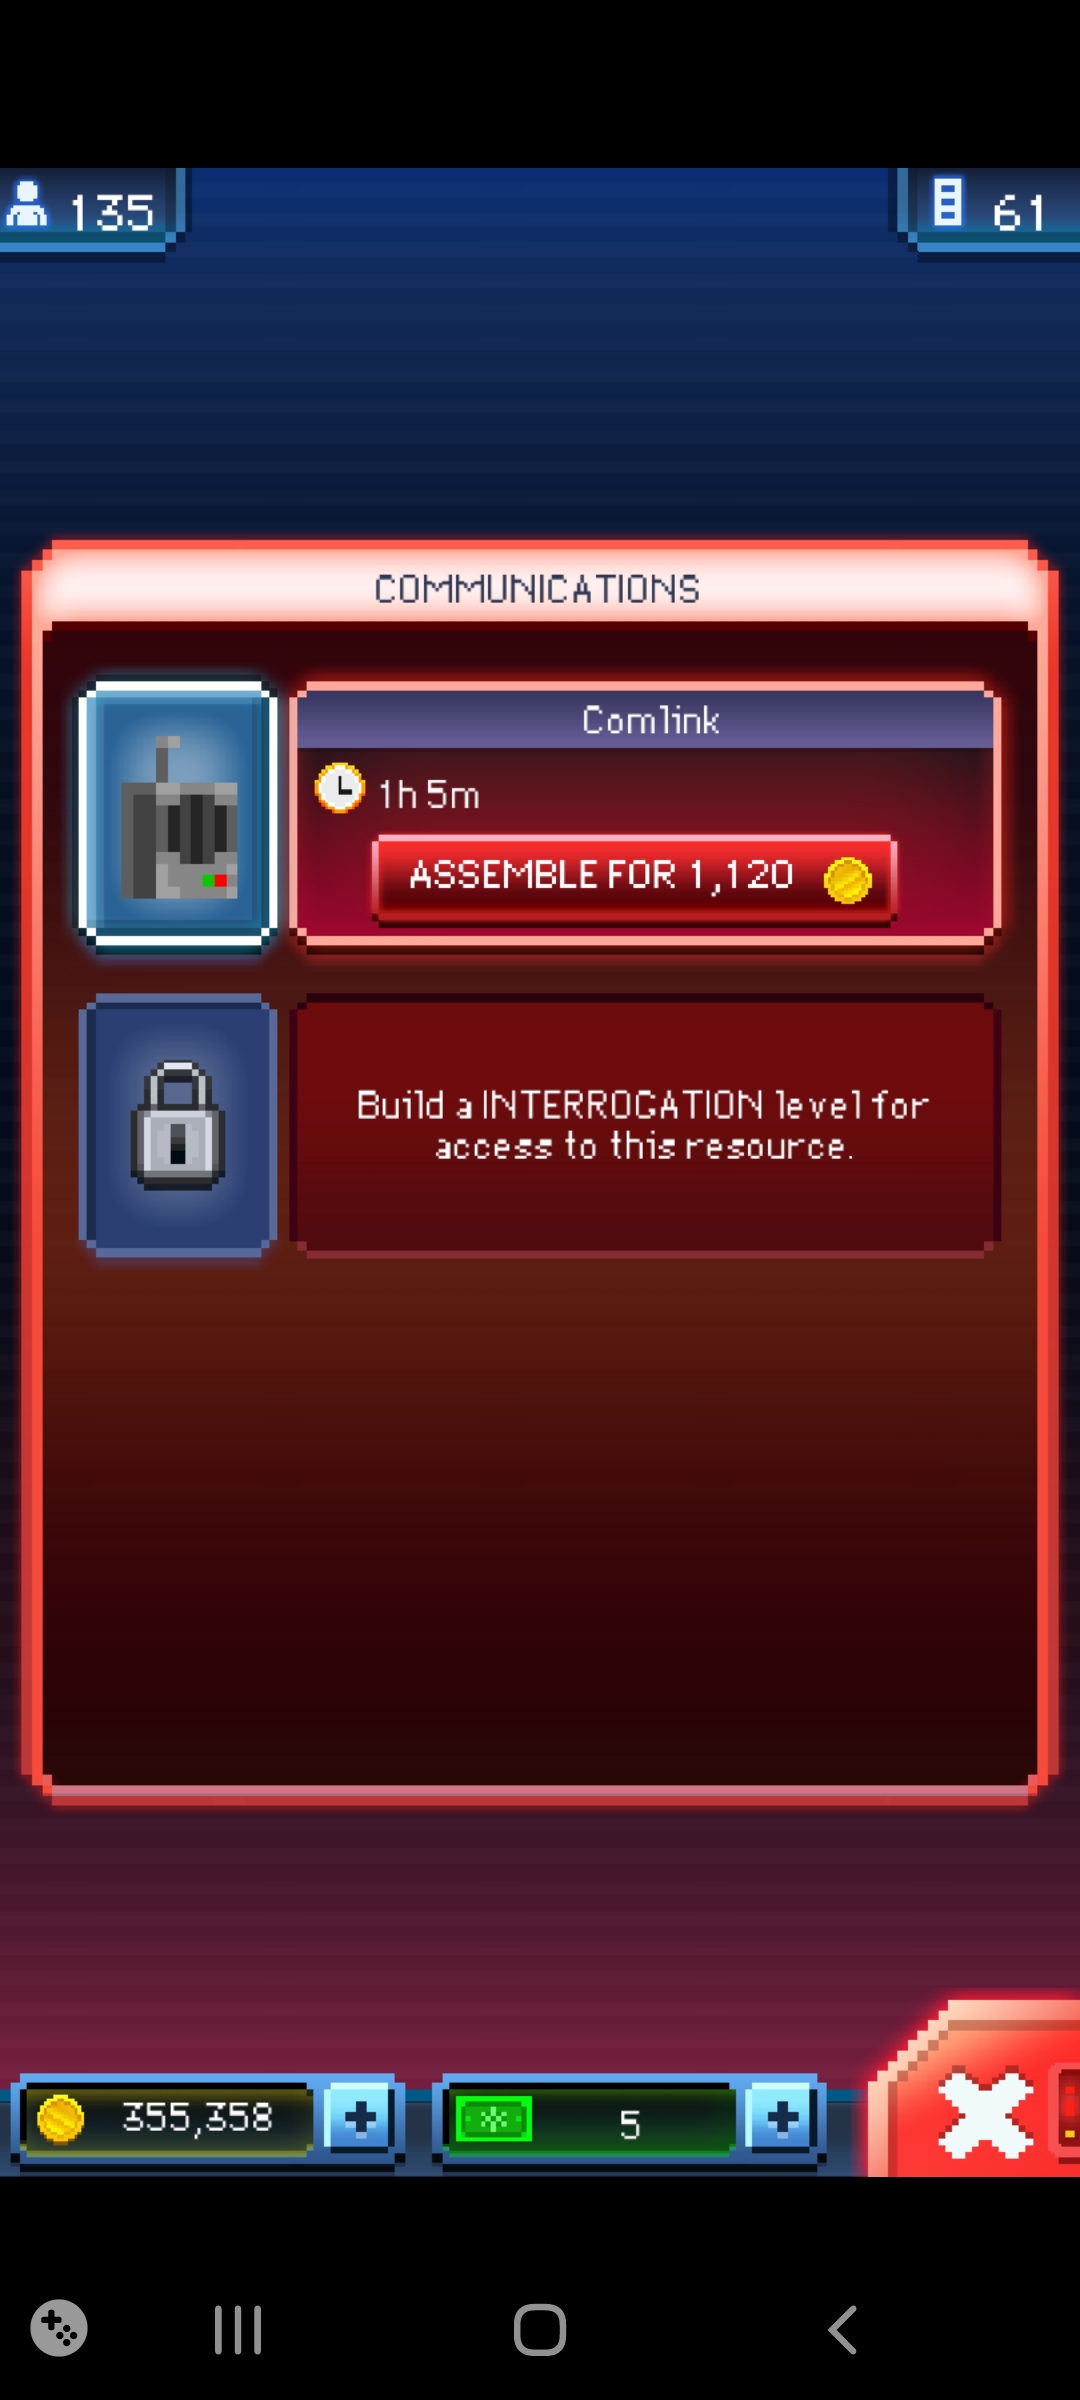 135
61
COMMUNICATIONS
Comlink
1h 5m
ASSEMBLE FOR 1,120
Build a INTERROGATION level for
access to this resource.
355,358
5